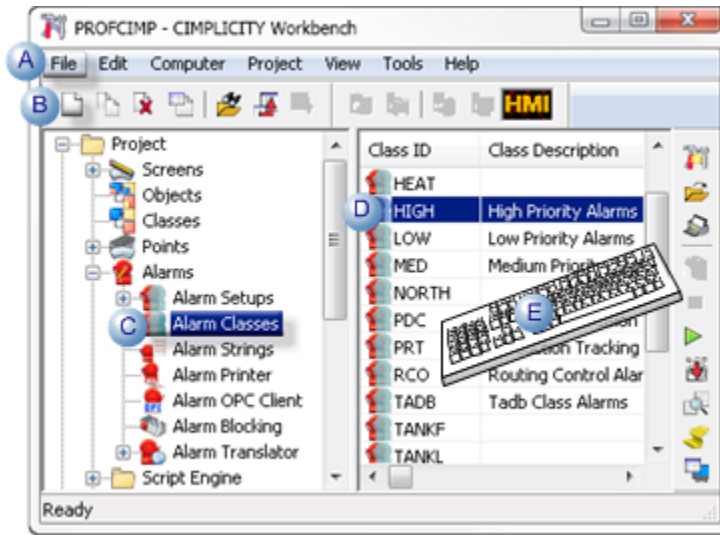 PROFCIMP - CIMPLICITY Workbench
A File Edit Computer Project View Tools Help
B HMI
Project
Screens
Objects
Classes
Points
Alarms
Alarm Setups
C Alarm Classes
Alarm Strings
Alarm Printer
OPC Alarm OPC Client
Alarm Blocking
Alarm Translator
Script Engine
Class ID Class Description
HEAT
D HIGH High Priority Alarms
LOW Low Priority Alarms
MED Medium
NORTH
E
PDC
PRT Tracking
RCO Routing Control Alar
TADB Tadb Class Alarms
TANKF
TANKL
Ready